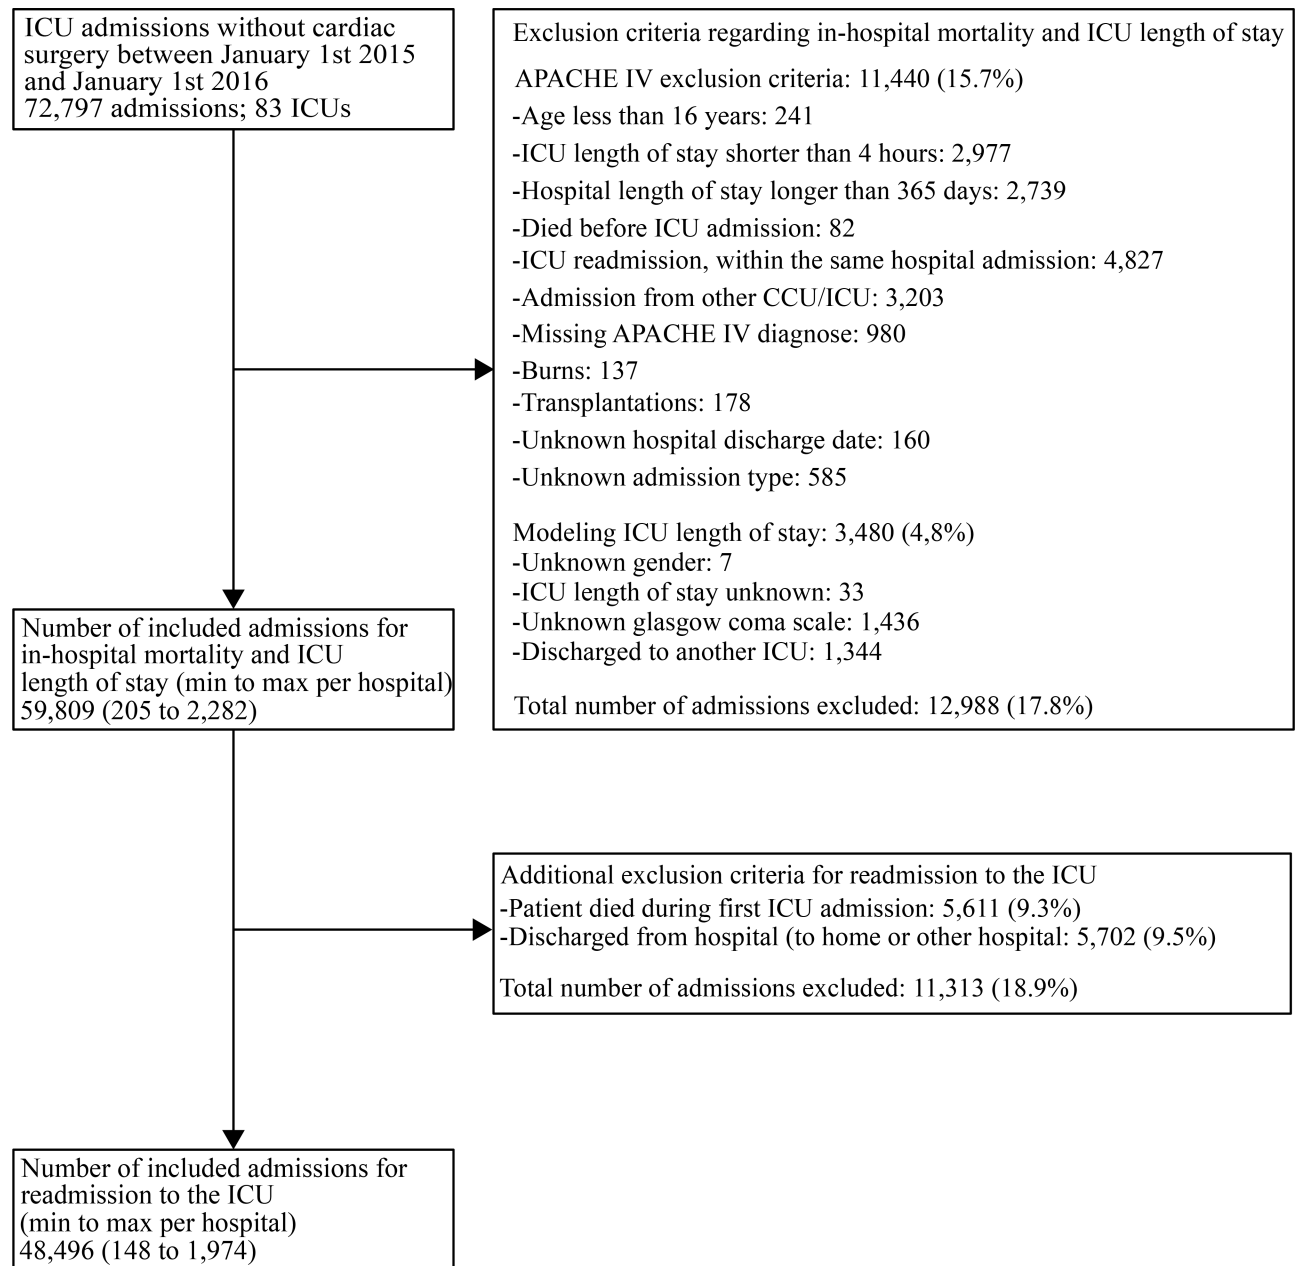 ICU admissions without cardiac
surgery between January 1st 2015
and January 1st 2016
72,797 admissions; 83 ICUs
Exclusion criteria regarding in-hospital mortality and ICU length of stay
APACHE IV exclusion criteria: 11,440 (15.7%)
-Age less than 16 years: 241
-ICU length of stay shorter than 4 hours: 2,977
-Hospital length of stay longer than 365 days: 2,739
-Died before ICU admission: 82
-ICU readmission, within the same hospital admission: 4,827
-Admission from other CCU/ICU: 3,203
-Missing APACHE IV diagnose: 980
-Burns: 137
-Transplantations: 178
-Unknown hospital discharge date: 160
-Unknown admission type: 585
Modeling ICU length of stay: 3,480 (4,8%)
-Unknown gender: 7
-ICU length of stay unknown: 33
-Unknown glasgow coma scale: 1,436
-Discharged to another ICU: 1,344
Total number of admissions excluded: 12,988 (17.8%)
Number of included admissions for
in-hospital mortality and ICU
length of stay (min to max per hospital)
59,809 (205 to 2,282)
Additional exclusion criteria for readmission to the ICU
-Patient died during first ICU admission: 5,611 (9.3%)
-Discharged from hospital (to home or other hospital: 5,702 (9.5%)
Total number of admissions excluded: 11,313 (18.9%)
Number of included admissions for
readmission to the ICU
(min to max per hospital)
48,496 (148 to 1,974)